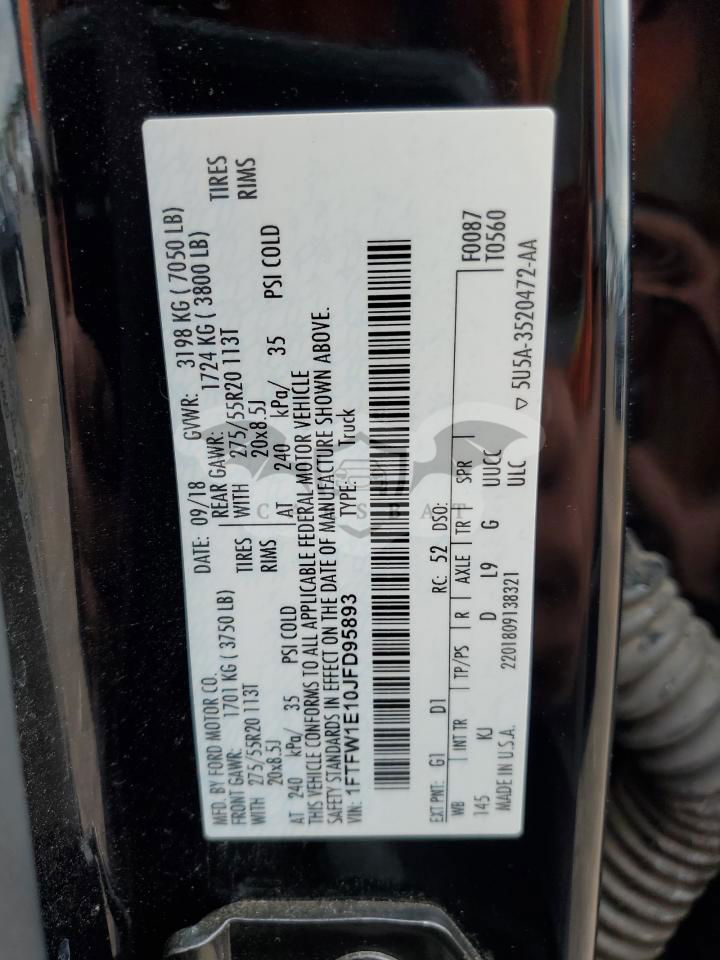 MFD. BY FORD MOTOR CO.
DATE: 09/18 GVWR: 3198 KG ( 7050 LB)
FRONT GAWR: 1701 KG ( 3750 LB) REAR GAWR: 1724 KG ( 3800 LB)
WITH 275/55R20 113T TIRES WITH 275/55R20 113T TIRES
20x8.5J RIMS 20x8.5J RIMS
AT 240 kPa/ 35 PSI COLD AT 240 kPa/ 35 PSI COLD
THIS VEHICLE CONFORMS TO ALL APPLICABLE FEDERAL MOTOR VEHICLE
SAFETY STANDARDS IN EFFECT ON THE DATE OF MANUFACTURE SHOWN ABOVE.
VIN: 1FTFW1E10JFD95893 TYPE: Truck
EXT PNT: G1 D1 RC: 52 DSO: F0087
WB INT TR TP/PS R AXLE TR SPR T0560
145 KJ D L9 G UUCC
MADE IN U.S.A. 2201809138321 ULC ▽ 5U5A-3520472-AA